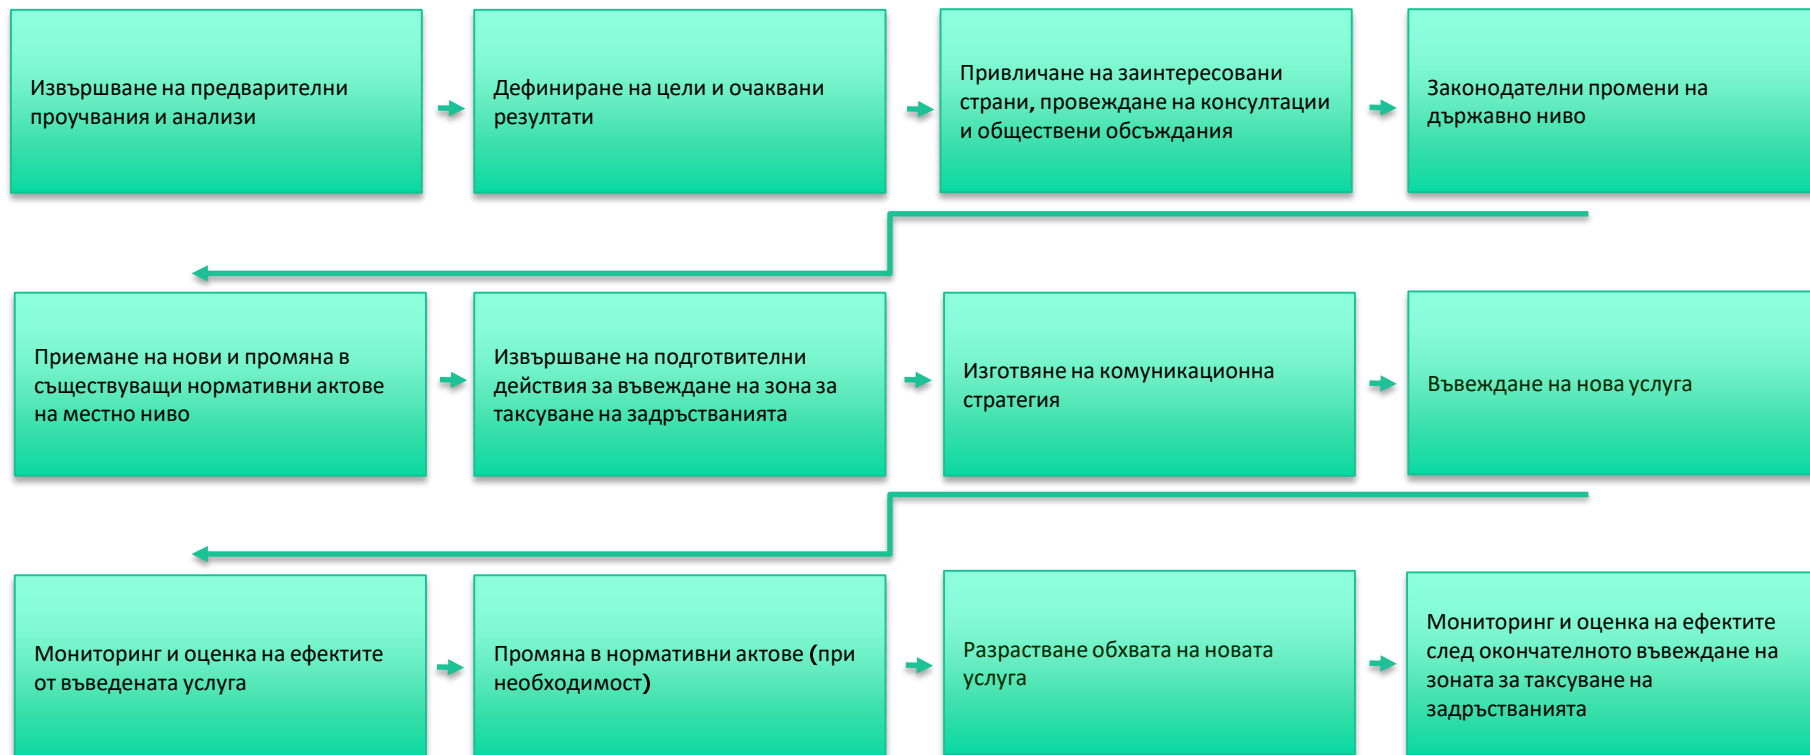 Извършване на предварителни
проучвания и анализи
Дефиниране на цели и очаквани
резултати
Привличане на заинтересовани
страни, провеждане на консултации
и обществени обсъждания
Законодателни промени на
държавно ниво
Приемане на нови и промяна в
съществуващи нормативни актове
на местно ниво
Извършване на подготвителни
действия за въвеждане на зона за
таксуване на задръстванията
Изготвяне на комуникационна
стратегия
Въвеждане на нова услуга
Мониторинг и оценка на ефектите
от въведената услуга
Промяна в нормативни актове (при
необходимост)
Разрастване обхвата на новата
услуга
Мониторинг и оценка на ефектите
след окончателното въвеждане на
зоната за таксуване на
задръстванията